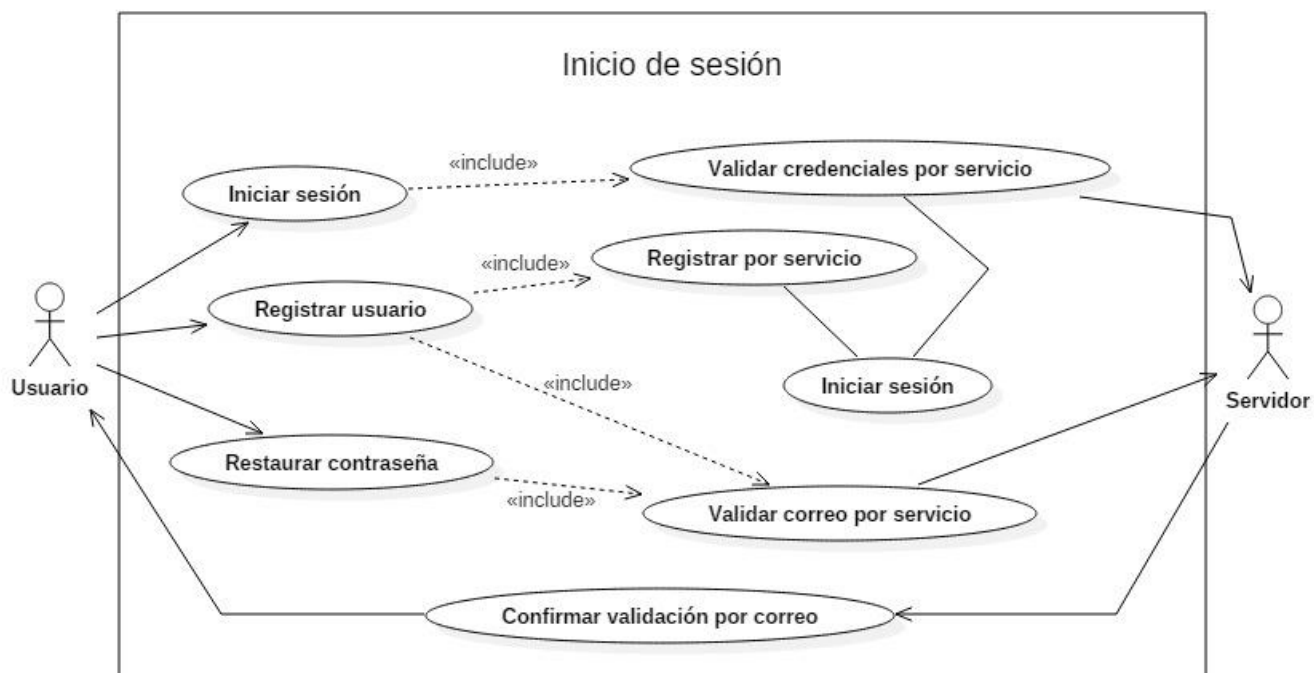 Inicio de sesión
«include»
Validar credenciales por servicio
Iniciar sesión
«include»
Registrar por servicio
Registrar usuario
Usuario
«include»
Iniciar sesión
Servidor
Restaurar contraseña
«include»
Validar correo por servicio
Confirmar validación por correo